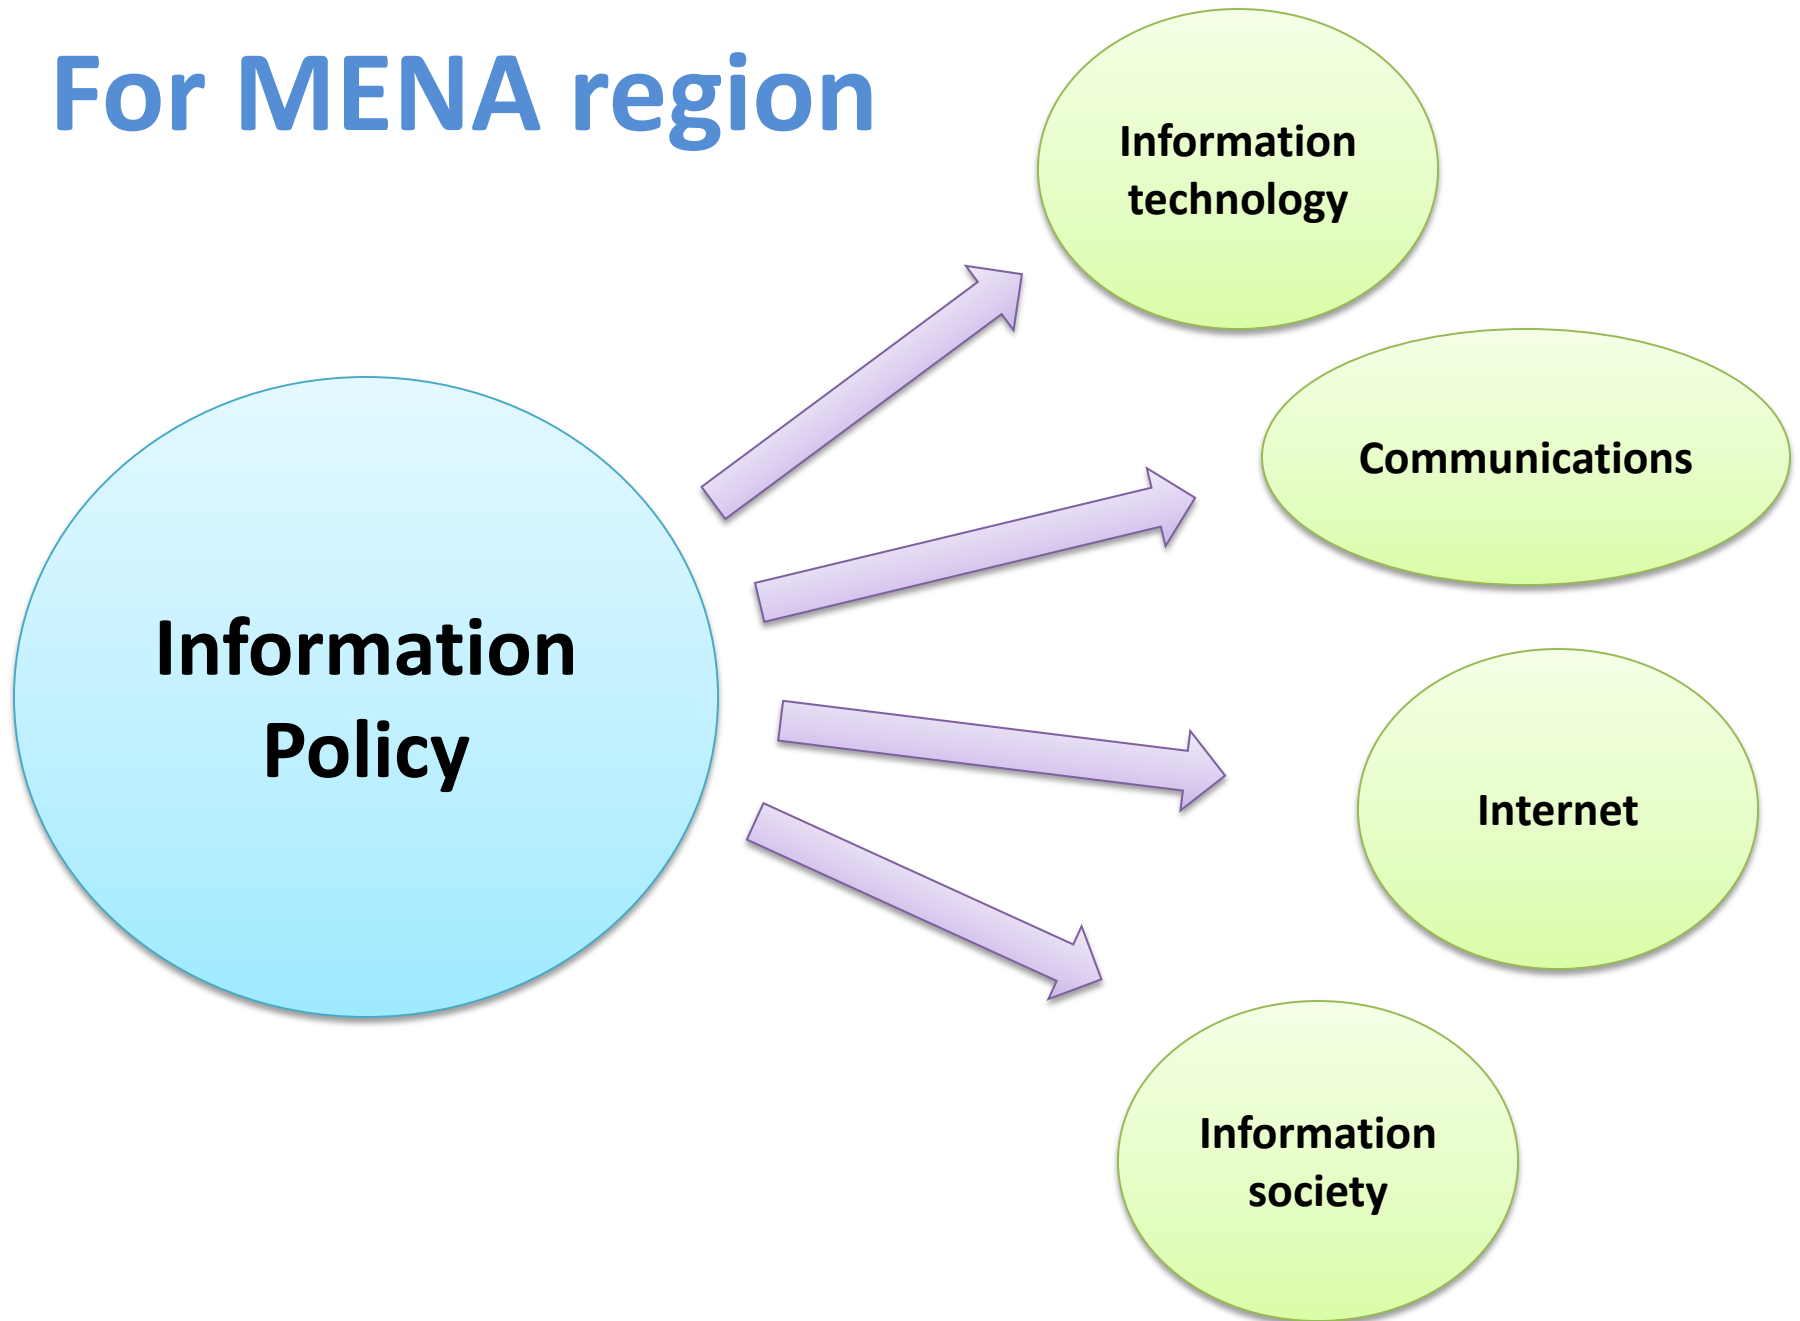 For MENA region
Information
technology
Communications
Information
Policy
Internet
Information
society